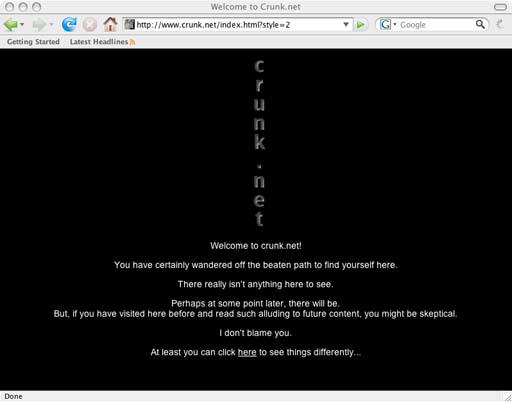 Welcome to Crunk.net
http://www.crunk.net/index.html?style=2
Google
Getting Started Latest Headlines
c
r
u
n
k
.
n
e
t
Welcome to crunk.net!
You have certainly wandered off the beaten path to find yourself here.
There really isn't anything here to see.
Perhaps at some point later, there will be.
But, if you have visited here before and read such alluding to future content, you might be skeptical.
I don't blame you.
At least you can click here to see things differently...
Done